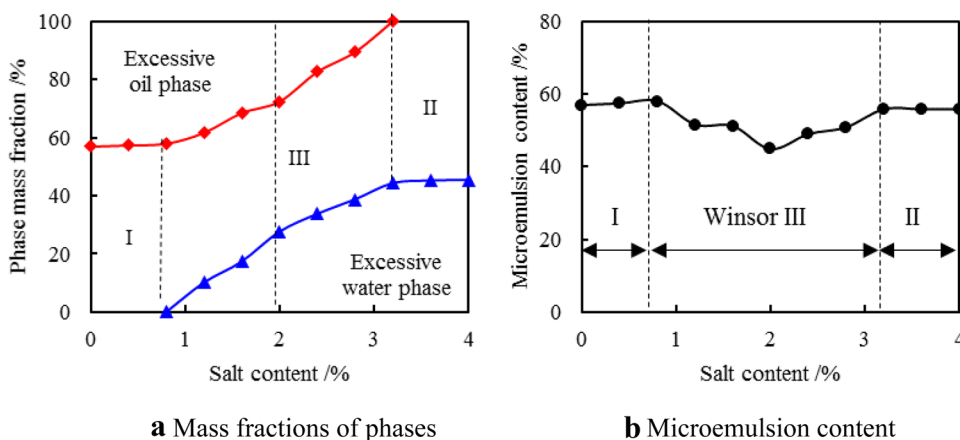 Phase mass fraction /%
100
80
60
40
20
0
Excessive
oil phase
I
III
II
Excessive
water phase
0 1 2 3 4
Salt content /%
a Mass fractions of phases
Microemulsion content /%
80
60
40
20
0
I Winsor III II
0 1 2 3 4
Salt content /%
b Microemulsion content